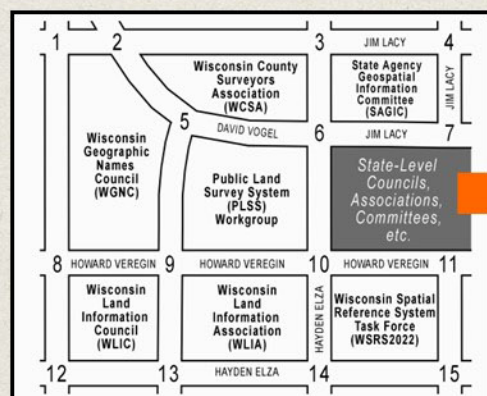 1
2
3
JIM LACY
4
Wisconsin County
Surveyors
Association
(WCSA)
State Agency
Geospatial
Information
Committee
(SAGIC)
JIM LACY
5
DAVID VOGEL
6
JIM LACY
7
Wisconsin
Geographic
Names
Council
(WGNC)
Public Land
Survey System
(PLSS)
Workgroup
State-Level
Councils,
Associations,
Committees,
etc.
8
HOWARD VEREGIN
9
HOWARD VEREGIN
10
HOWARD VEREGIN
11
Wisconsin
Land
Information
Council
(WLIC)
Wisconsin
Land
Information
Association
(WLIA)
HAYDEN ELZA
Wisconsin Spatial
Reference System
Task Force
(WSRS2022)
12
13
HAYDEN ELZA
14
15